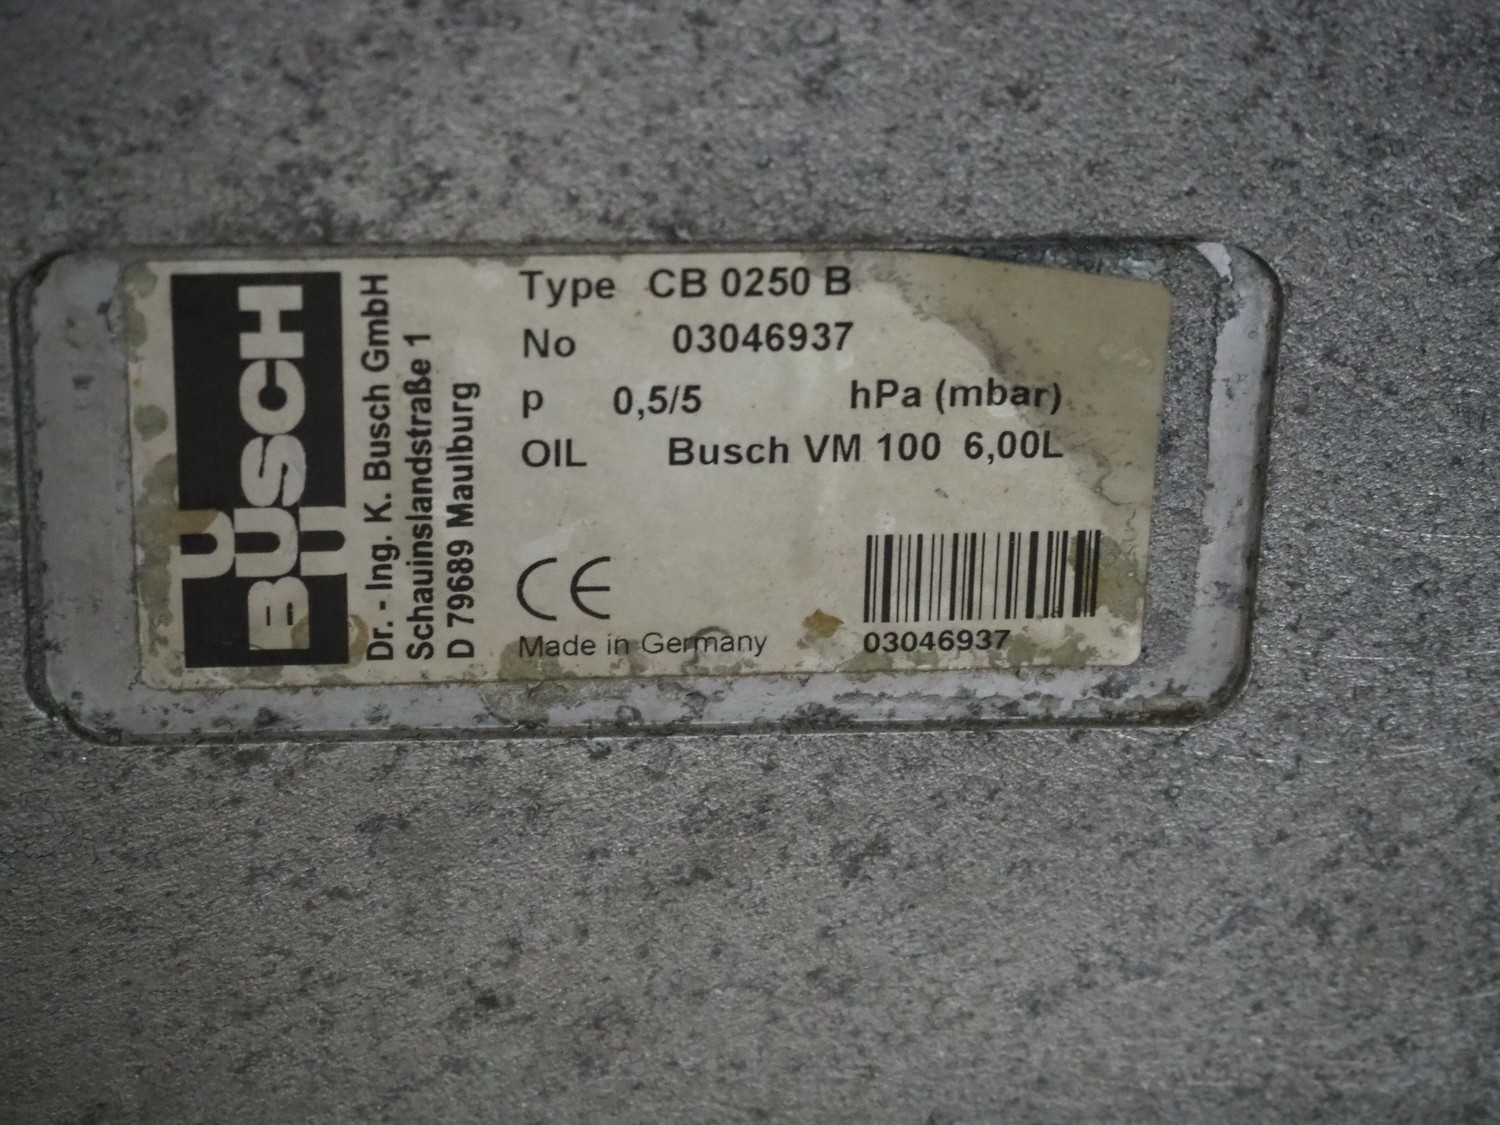 BUSCH
Dr. - Ing. K. Busch GmbH
Schauinslandstraße 1
D 79689 Maulburg
Type CB 0250 B
No 03046937
p 0,5/5 hPa (mbar)
OIL Busch VM 100 6,00L
CE
Made in Germany
03046937